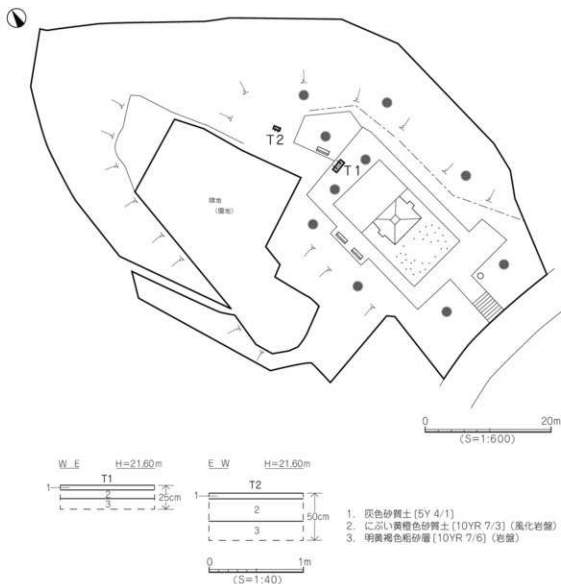 T2
T1
(畑地)
0 20m
(S=1:600)
W E H=21.60m
T1
1
2
3
25cm
E W H=21.60m
T2
1
2
3
50cm
0 1m
(S=1:40)
1. 灰色砂質土 [5Y 4/1]
2. にぶい黄橙色砂質土 [10YR 7/3] (風化岩盤)
3. 明黄褐色粗砂層 [10YR 7/6] (岩盤)